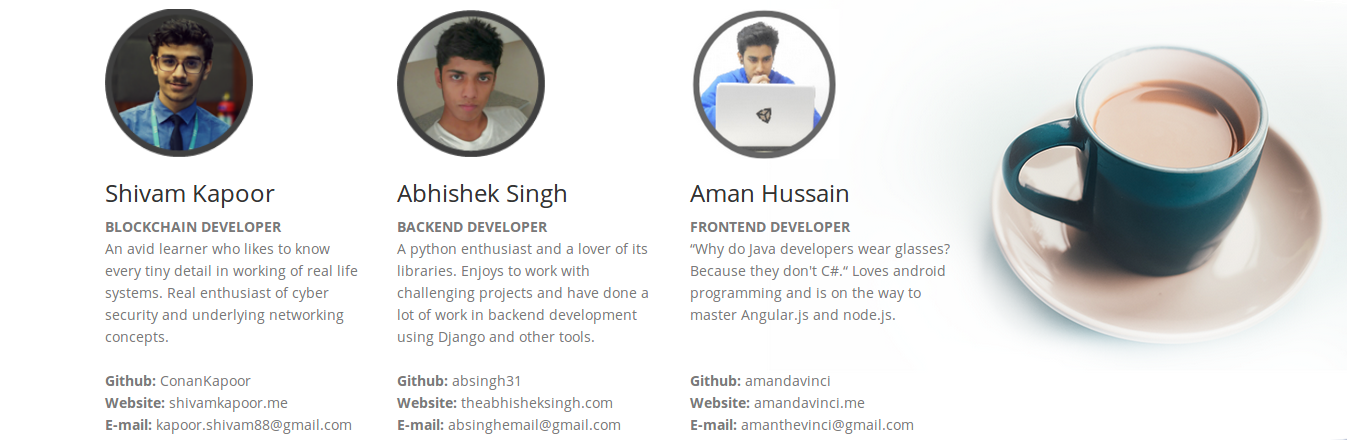 Shivam Kapoor
BLOCKCHAIN DEVELOPER
An avid learner who likes to know
every tiny detail in working of real life
systems. Real enthusiast of cyber
security and underlying networking
concepts.
Github: ConanKapoor
Website: shivamkapoor.me
E-mail: kapoor.shivam88@gmail.com
Abhishek Singh
BACKEND DEVELOPER
A python enthusiast and a lover of its
libraries. Enjoys to work with
challenging projects and have done a
lot of work in backend development
using Django and other tools.
Github: absingh31
Website: theabhisheksingh.com
E-mail: absinghemail@gmail.com
Aman Hussain
FRONTEND DEVELOPER
“Why do Java developers wear glasses?
Because they don't C#.“ Loves android
programming and is on the way to
master Angular.js and node.js.
Github: amandavinci
Website: amandavinci.me
E-mail: amanthevinci@gmail.com